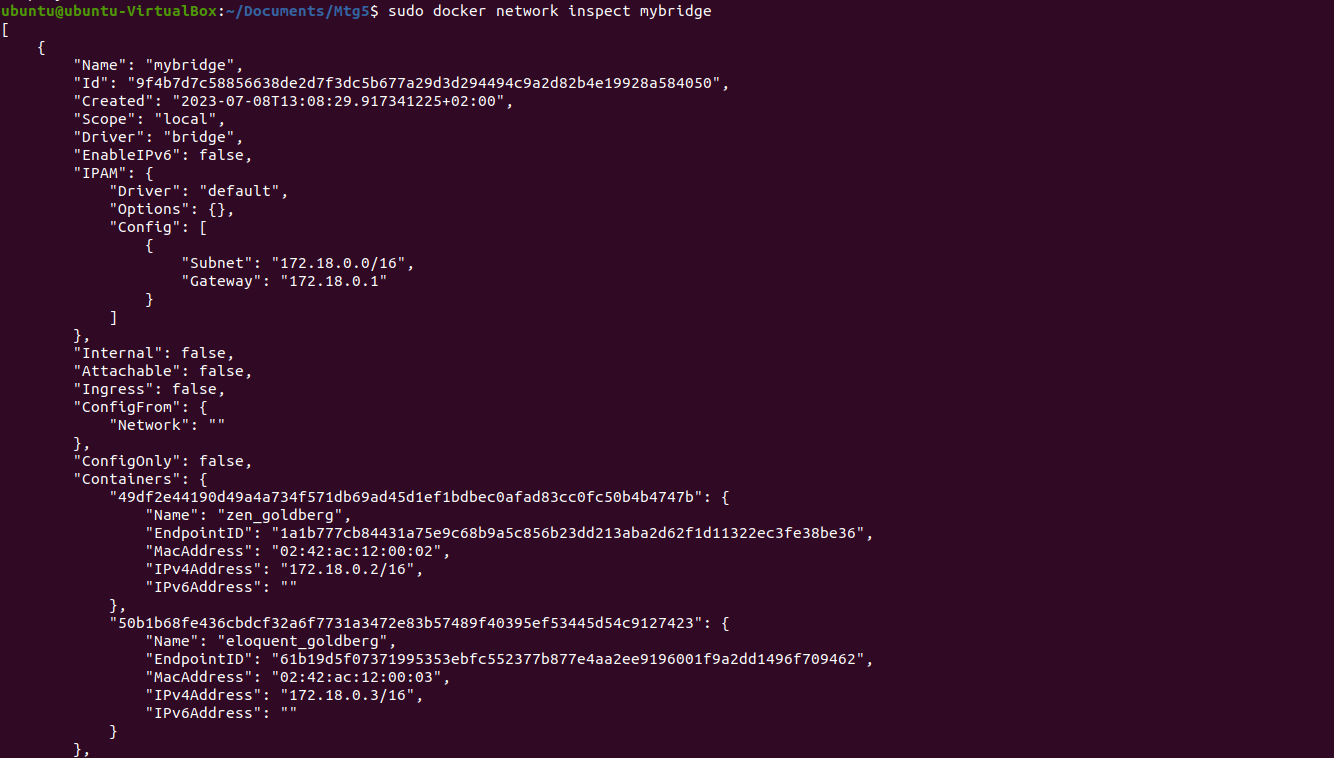 ubuntu@ubuntu-VirtualBox:~/Documents/Mtg5$ sudo docker network inspect mybridge
[
    {
        "Name": "mybridge",
        "Id": "9f4b7d7c58856638de2d7f3dc5b677a29d3d294494c9a2d82b4e19928a584050",
        "Created": "2023-07-08T13:08:29.917341225+02:00",
        "Scope": "local",
        "Driver": "bridge",
        "EnableIPv6": false,
        "IPAM": {
            "Driver": "default",
            "Options": {},
            "Config": [
                {
                    "Subnet": "172.18.0.0/16",
                    "Gateway": "172.18.0.1"
                }
            ]
        },
        "Internal": false,
        "Attachable": false,
        "Ingress": false,
        "ConfigFrom": {
            "Network": ""
        },
        "ConfigOnly": false,
        "Containers": {
            "49df2e44190d49a4a734f571db69ad45d1ef1bdbec0afad83cc0fc50b4b4747b": {
                "Name": "zen_goldberg",
                "EndpointID": "1a1b777cb84431a75e9c68b9a5c856b23dd213aba2d62f1d11322ec3fe38be36",
                "MacAddress": "02:42:ac:12:00:02",
                "IPv4Address": "172.18.0.2/16",
                "IPv6Address": ""
            },
            "50b1b68fe436cbdcf32a6f7731a3472e83b57489f40395ef53445d54c9127423": {
                "Name": "eloquent_goldberg",
                "EndpointID": "61b19d5f07371995353ebfc552377b877e4aa2ee9196001f9a2dd1496f709462",
                "MacAddress": "02:42:ac:12:00:03",
                "IPv4Address": "172.18.0.3/16",
                "IPv6Address": ""
            }
        },